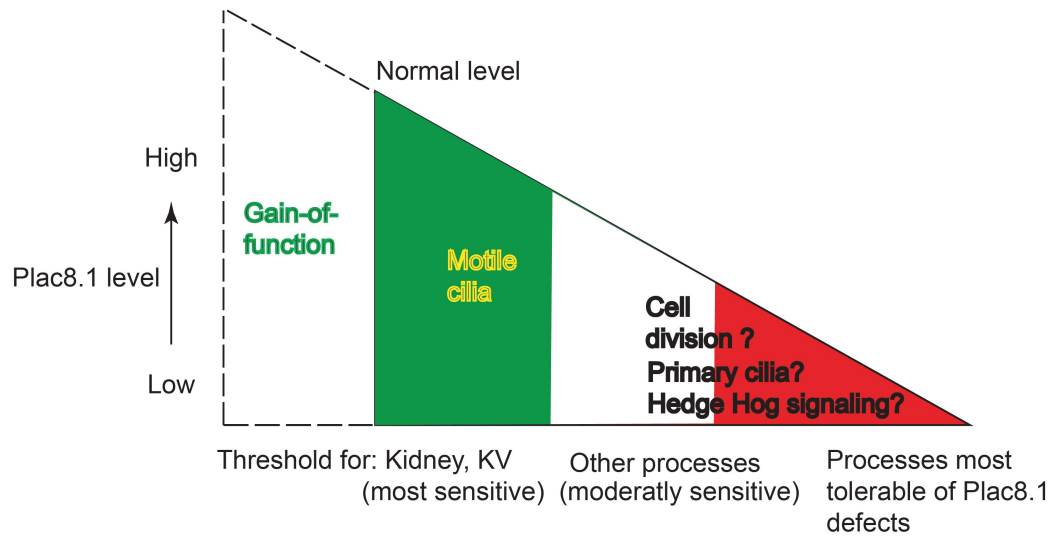 Normal level
High
Gain-of-
function
Motile
cilia
Plac8.1 level
Cell
division ?
Primary cilia?
Hedge Hog signaling?
Low
Threshold for: Kidney, KV
(most sensitive)
Other processes
(moderatly sensitive)
Processes most
tolerable of Plac8.1
defects